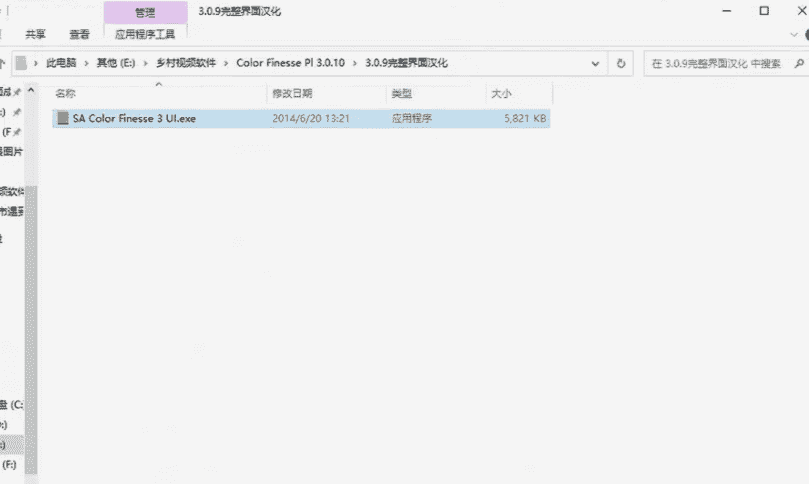 管理
3.0.9完整界面汉化
共享
查看
应用程序工具
此电脑 › 其他 (E:) › 乡村视频软件 › Color Finesse Pl 3.0.10 › 3.0.9完整界面汉化
在 3.0.9完整界面汉化 中搜索
名称
修改日期
类型
大小
SA Color Finesse 3 UI.exe
2014/6/20 13:21
应用程序
5,821 KB
(F
图片
盘 (C:
(F:)